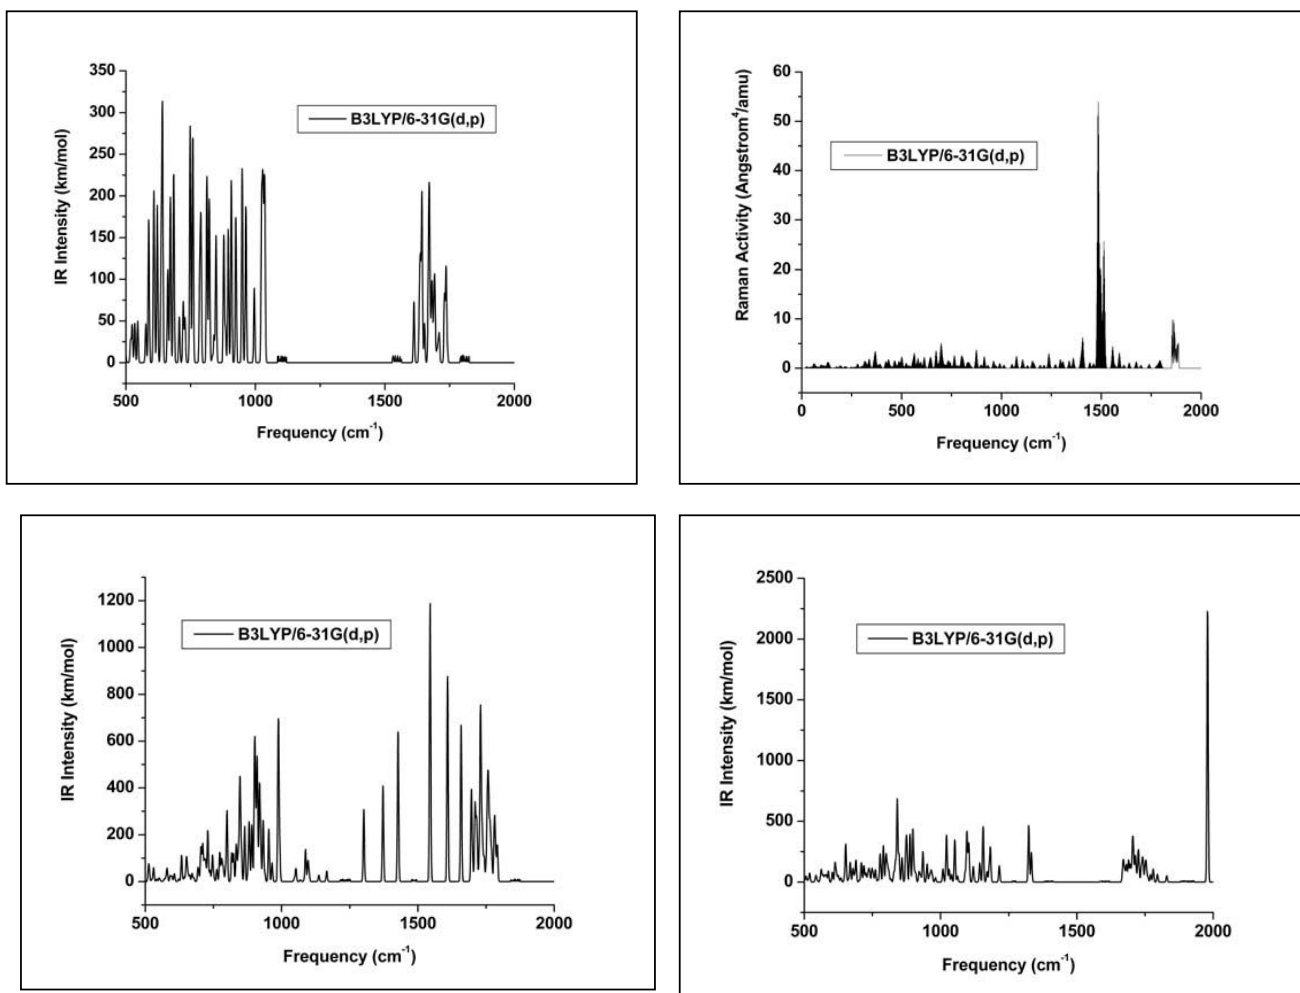 350
300
250
200
150
100
50
0
IR Intensity (km/mol)
B3LYP/6-31G(d,p)
500 1000 1500 2000
Frequency (cm⁻¹)
60
50
40
30
20
10
0
Raman Activity (Angstrom⁴/amu)
B3LYP/6-31G(d,p)
0 500 1000 1500 2000
Frequency (cm⁻¹)
1200
1000
800
600
400
200
0
IR Intensity (km/mol)
B3LYP/6-31G(d,p)
500 1000 1500 2000
Frequency (cm⁻¹)
2500
2000
1500
1000
500
0
IR Intensity (km/mol)
B3LYP/6-31G(d,p)
500 1000 1500 2000
Frequency (cm⁻¹)